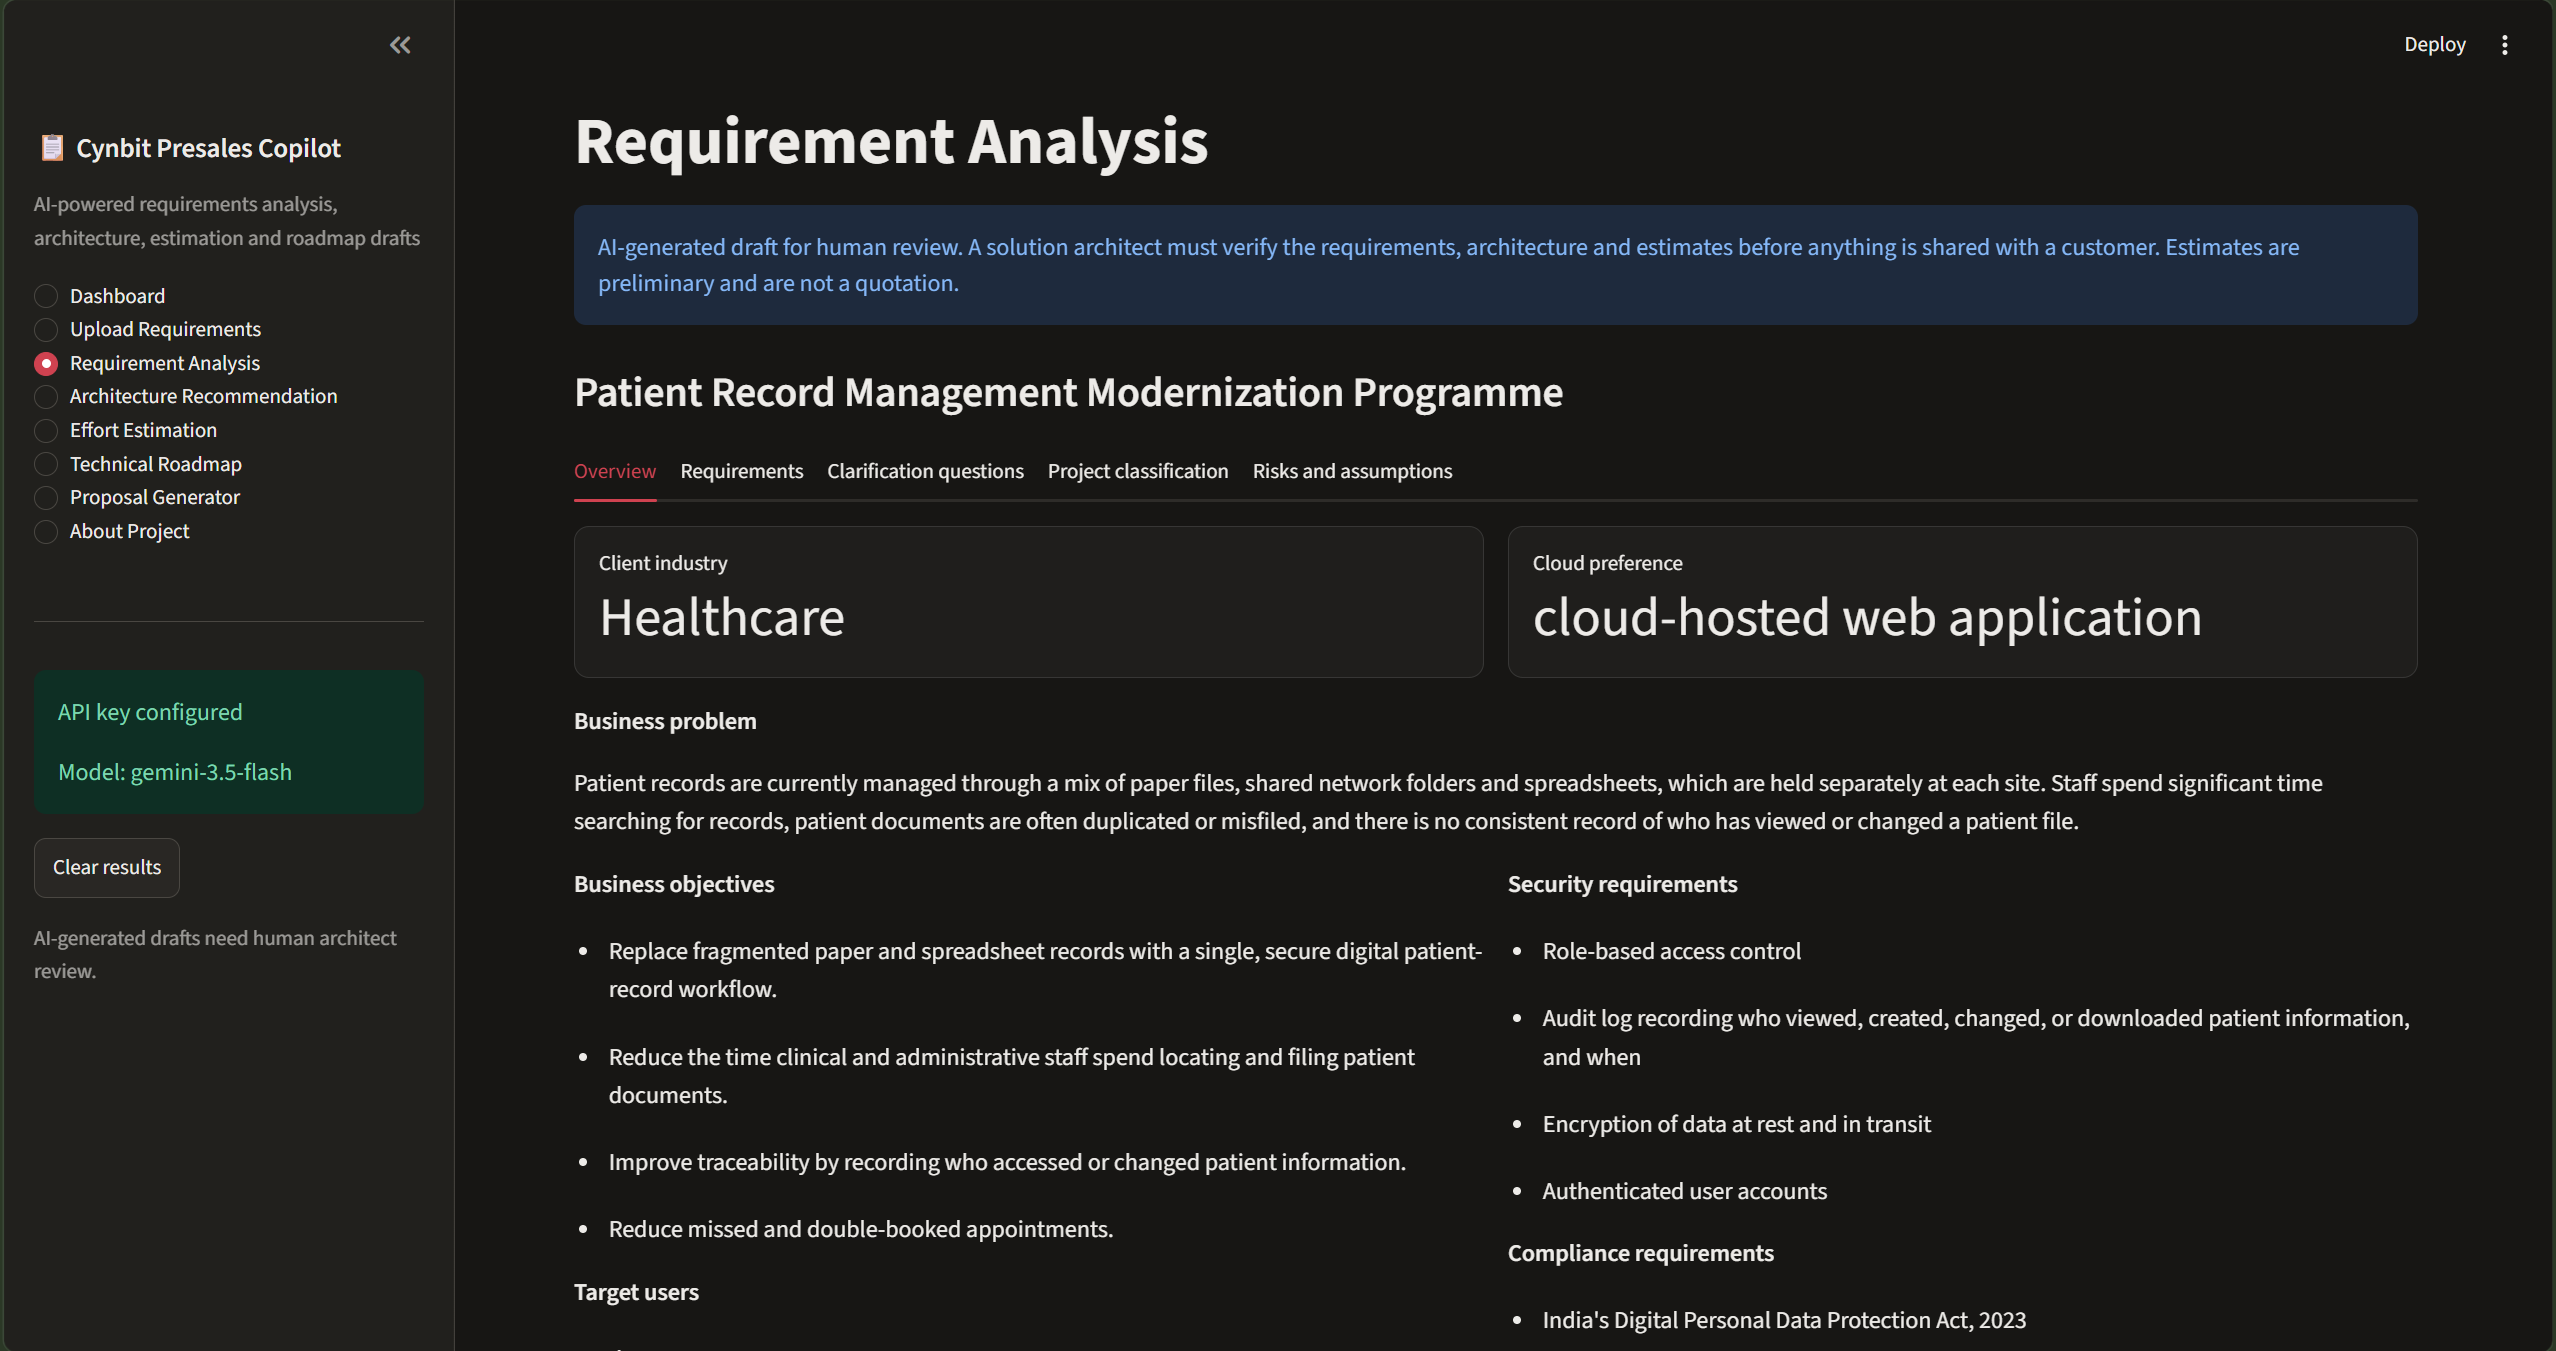 Deploy
Cynbit Presales Copilot
AI-powered requirements analysis,
architecture, estimation and roadmap drafts
Dashboard
Upload Requirements
Requirement Analysis
Architecture Recommendation
Effort Estimation
Technical Roadmap
Proposal Generator
About Project
API key configured
Model: gemini-3.5-flash
Clear results
AI-generated drafts need human architect
review.
Requirement Analysis
AI-generated draft for human review. A solution architect must verify the requirements, architecture and estimates before anything is shared with a customer. Estimates are
preliminary and are not a quotation.
Patient Record Management Modernization Programme
Overview Requirements Clarification questions Project classification Risks and assumptions
Client industry
Healthcare
Cloud preference
cloud-hosted web application
Business problem
Patient records are currently managed through a mix of paper files, shared network folders and spreadsheets, which are held separately at each site. Staff spend significant time
searching for records, patient documents are often duplicated or misfiled, and there is no consistent record of who has viewed or changed a patient file.
Business objectives
• Replace fragmented paper and spreadsheet records with a single, secure digital patient-
record workflow.
• Reduce the time clinical and administrative staff spend locating and filing patient
documents.
• Improve traceability by recording who accessed or changed patient information.
• Reduce missed and double-booked appointments.
Target users
Security requirements
• Role-based access control
• Audit log recording who viewed, created, changed, or downloaded patient information,
and when
• Encryption of data at rest and in transit
• Authenticated user accounts
Compliance requirements
• India's Digital Personal Data Protection Act, 2023